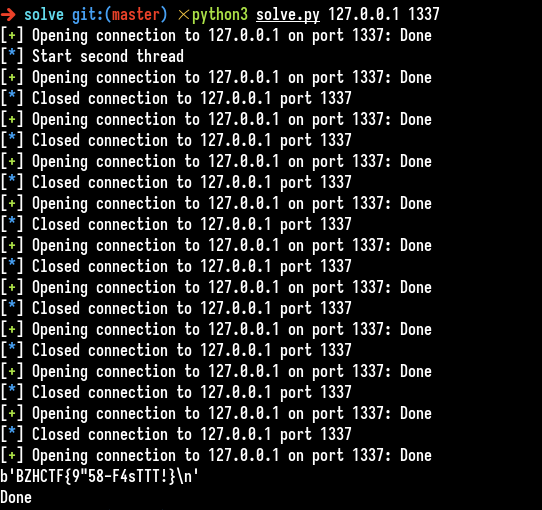 → solve git:(master) ×python3 solve.py 127.0.0.1 1337
[+] Opening connection to 127.0.0.1 on port 1337: Done
[*] Start second thread
[+] Opening connection to 127.0.0.1 on port 1337: Done
[*] Closed connection to 127.0.0.1 port 1337
[+] Opening connection to 127.0.0.1 on port 1337: Done
[*] Closed connection to 127.0.0.1 port 1337
[+] Opening connection to 127.0.0.1 on port 1337: Done
[*] Closed connection to 127.0.0.1 port 1337
[+] Opening connection to 127.0.0.1 on port 1337: Done
[*] Closed connection to 127.0.0.1 port 1337
[+] Opening connection to 127.0.0.1 on port 1337: Done
[*] Closed connection to 127.0.0.1 port 1337
[+] Opening connection to 127.0.0.1 on port 1337: Done
[*] Closed connection to 127.0.0.1 port 1337
[+] Opening connection to 127.0.0.1 on port 1337: Done
[*] Closed connection to 127.0.0.1 port 1337
[+] Opening connection to 127.0.0.1 on port 1337: Done
[*] Closed connection to 127.0.0.1 port 1337
[+] Opening connection to 127.0.0.1 on port 1337: Done
[*] Closed connection to 127.0.0.1 port 1337
[+] Opening connection to 127.0.0.1 on port 1337: Done
b'BZHCTF{9"58-F4sTTT!}\n'
Done